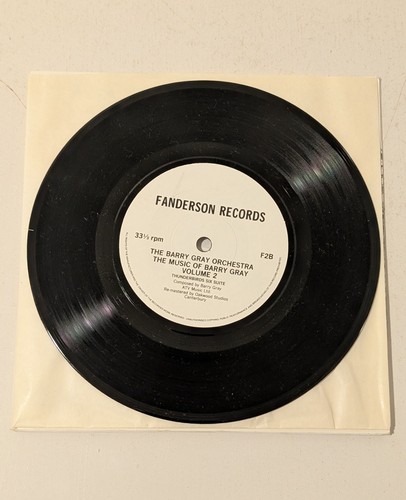 FANDERSON RECORDS
33⅓ rpm
F2B
THE BARRY GRAY ORCHESTRA
THE MUSIC OF BARRY GRAY
VOLUME 2
THUNDERBIRDS SIX SUITE
Composed by Barry Gray
ATV Music Ltd
Re-mastered by Oakwood Studios
Canterbury